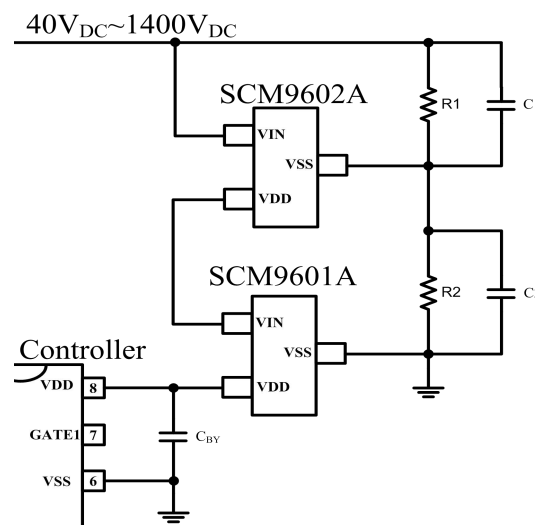 40VDC~1400VDC
SCM9602A
VIN
VSS
VDD
R1
C
SCM9601A
VIN
VSS
VDD
R2
C
Controller
VDD 8
GATE1 7
VSS 6
CBY